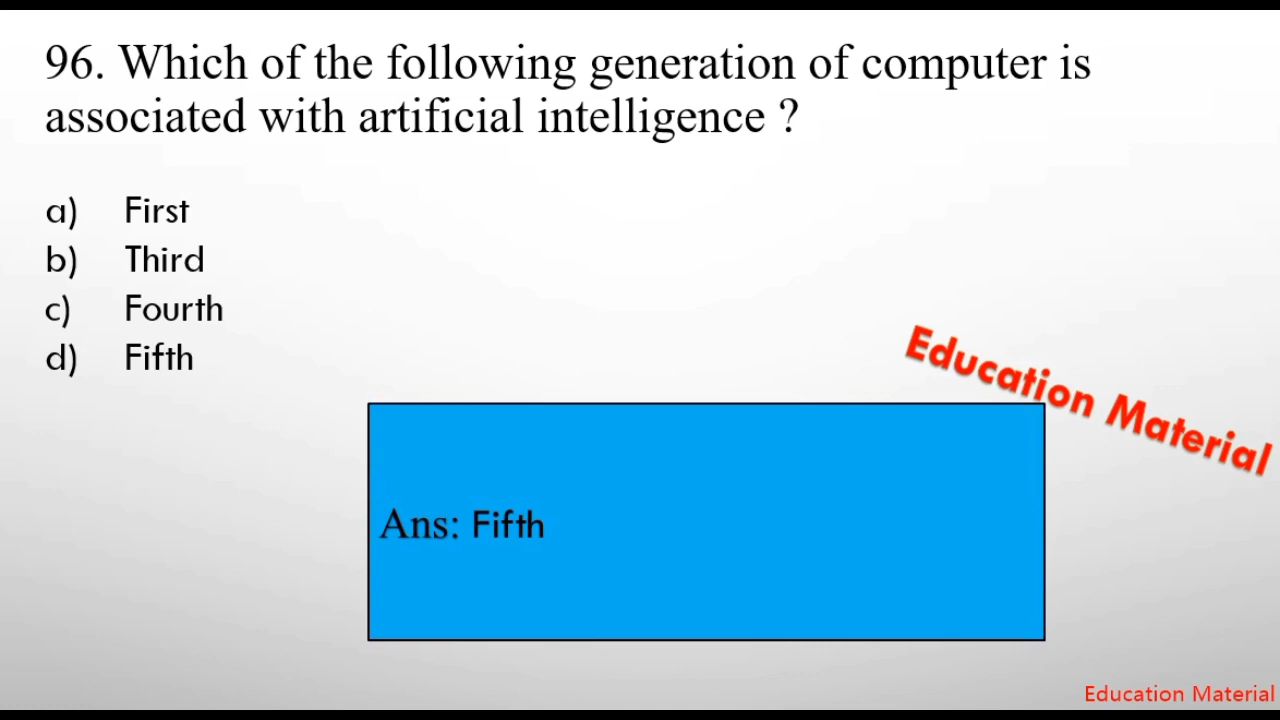 96. Which of the following generation of computer is
associated with artificial intelligence ?
a) First
b) Third
c) Fourth
d) Fifth
Education Material
Ans: Fifth
Education Material